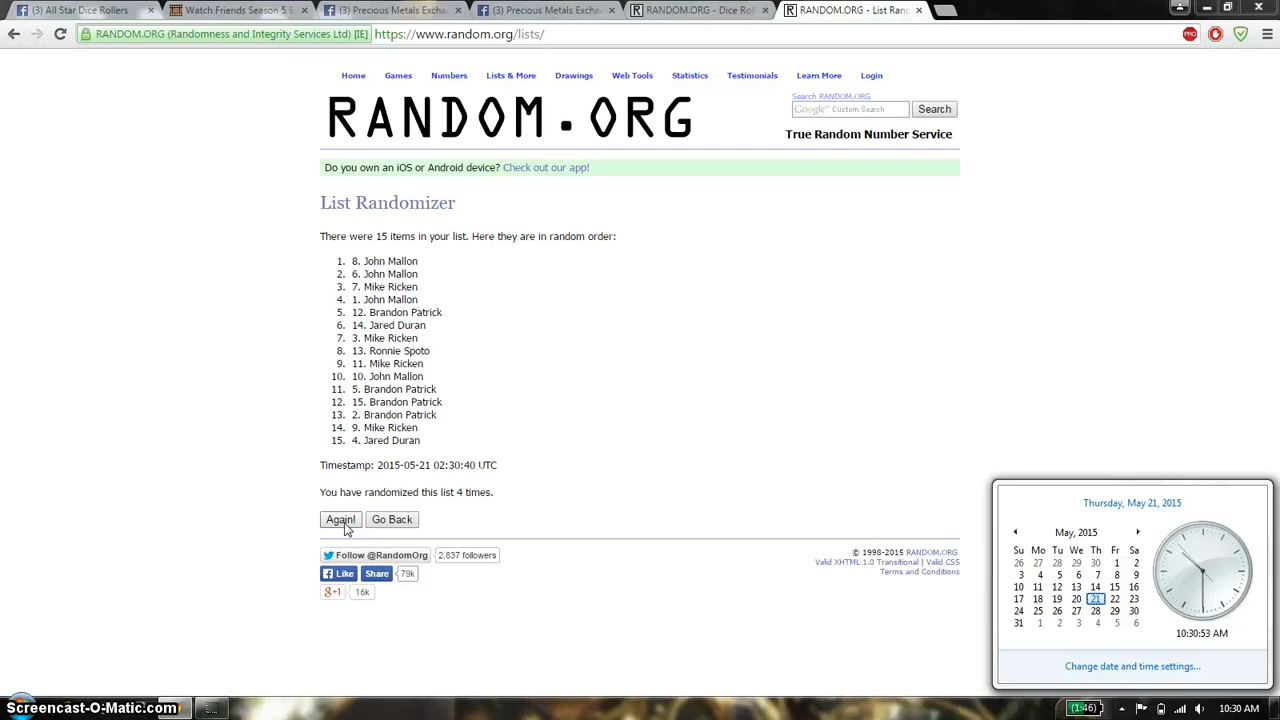 (3) All Star Dice Rollers
Watch Friends Season 5 E
(3) Precious Metals Excha
(3) Precious Metals Excha
RANDOM.ORG - Dice Rol
RANDOM.ORG - List Ran
RANDOM.ORG (Randomness and Integrity Services Ltd) [IE]
https://www.random.org/lists/
PRO
Home Games Numbers Lists & More Drawings Web Tools Statistics Testimonials Learn More Login
RANDOM.ORG
Search RANDOM.ORG
Google™ Custom Search
Search
True Random Number Service
Do you own an iOS or Android device? Check out our app!
List Randomizer
There were 15 items in your list. Here they are in random order:
1. 8. John Mallon
2. 6. John Mallon
3. 7. Mike Ricken
4. 1. John Mallon
5. 12. Brandon Patrick
6. 14. Jared Duran
7. 3. Mike Ricken
8. 13. Ronnie Spoto
9. 11. Mike Ricken
10. 10. John Mallon
11. 5. Brandon Patrick
12. 15. Brandon Patrick
13. 2. Brandon Patrick
14. 9. Mike Ricken
15. 4. Jared Duran
Timestamp: 2015-05-21 02:30:40 UTC
You have randomized this list 4 times.
Again! Go Back
Follow @RandomOrg 2,837 followers
Like Share 79k
g+1 16k
© 1998-2015 RANDOM.ORG
Valid XHTML 1.0 Transitional | Valid CSS
Terms and Conditions
Thursday, May 21, 2015
May, 2015
Su Mo Tu We Th Fr Sa
26 27 28 29 30 1 2
3 4 5 6 7 8 9
10 11 12 13 14 15 16
17 18 19 20 21 22 23
24 25 26 27 28 29 30
31 1 2 3 4 5 6
10:30:53 AM
Change date and time settings...
Screencast-O-Matic.com
(1:46)
10:30 AM